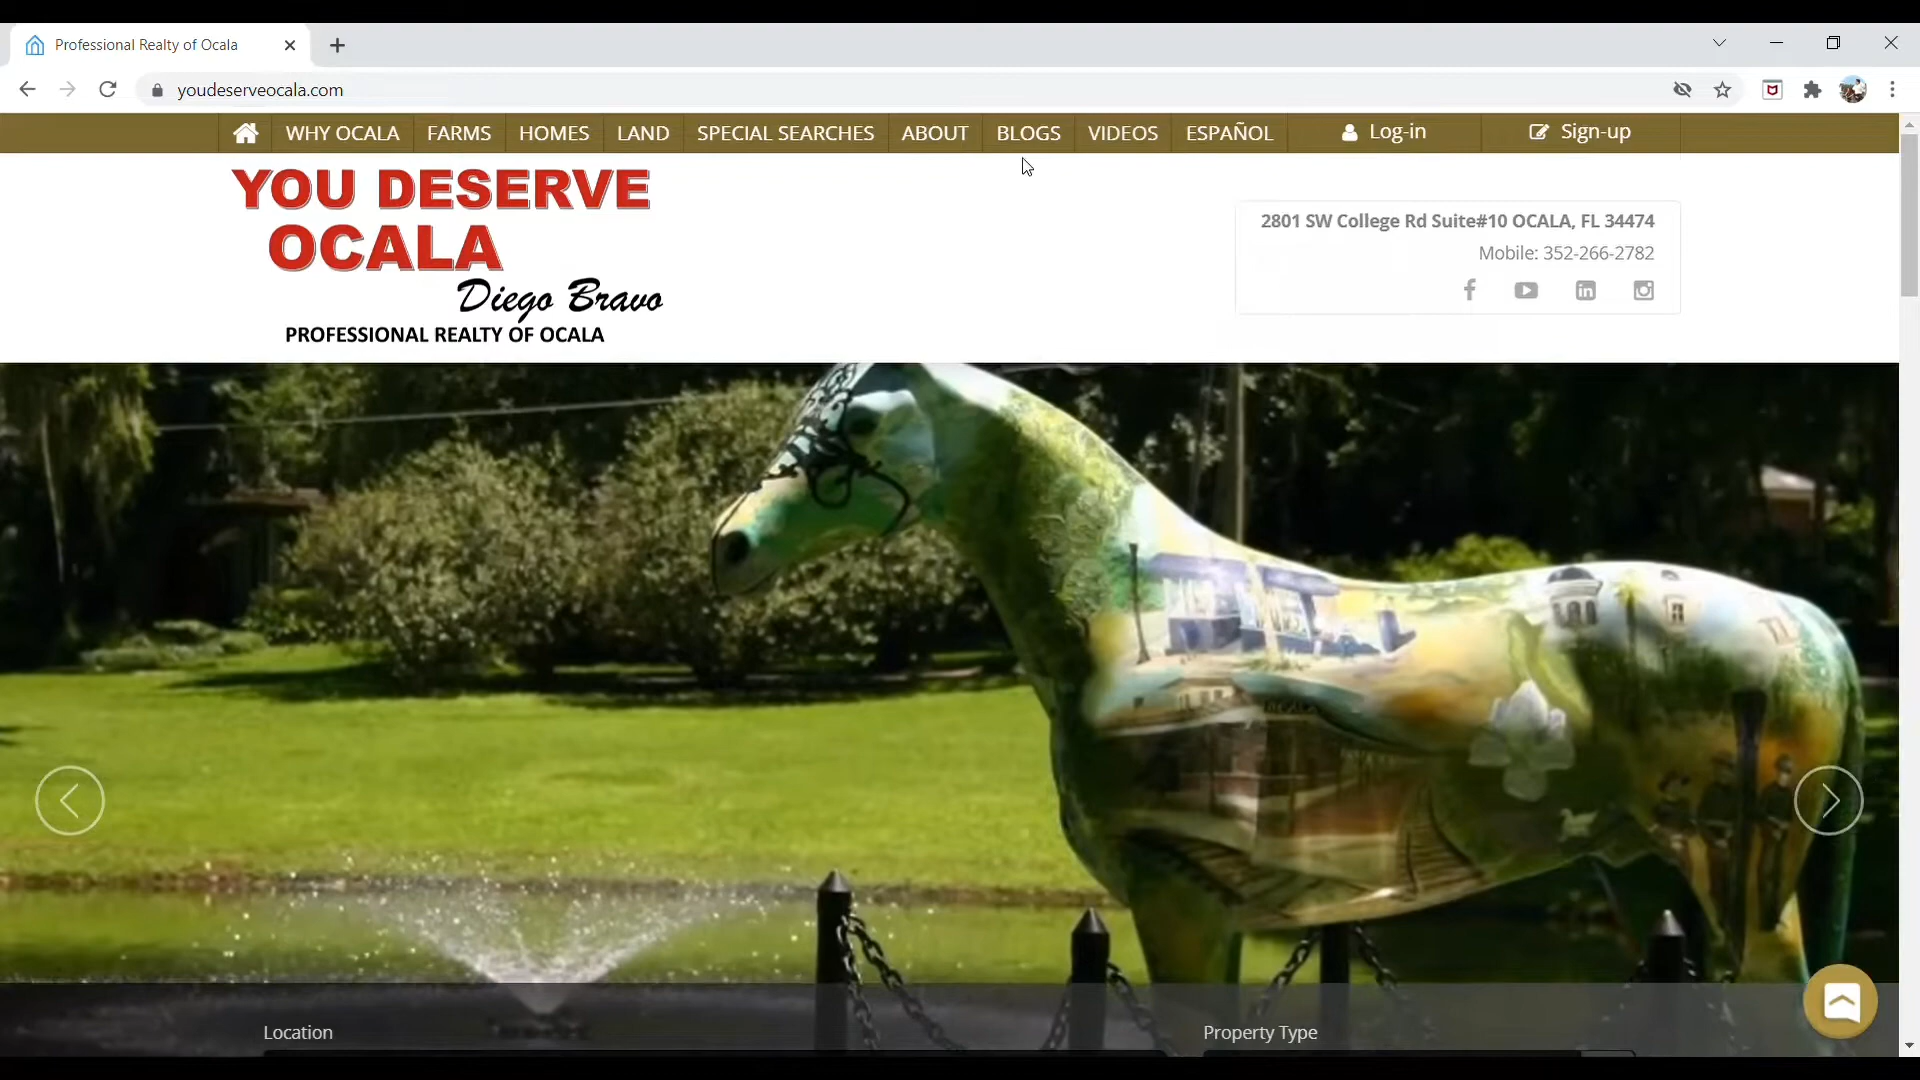 Professional Realty of Ocala
youdeserveocala.com
WHY OCALA FARMS HOMES LAND SPECIAL SEARCHES ABOUT BLOGS VIDEOS ESPAÑOL Log-in Sign-up
YOU DESERVE
OCALA
Diego Bravo
PROFESSIONAL REALTY OF OCALA
2801 SW College Rd Suite#10 OCALA, FL 34474
Mobile: 352-266-2782
Location Property Type